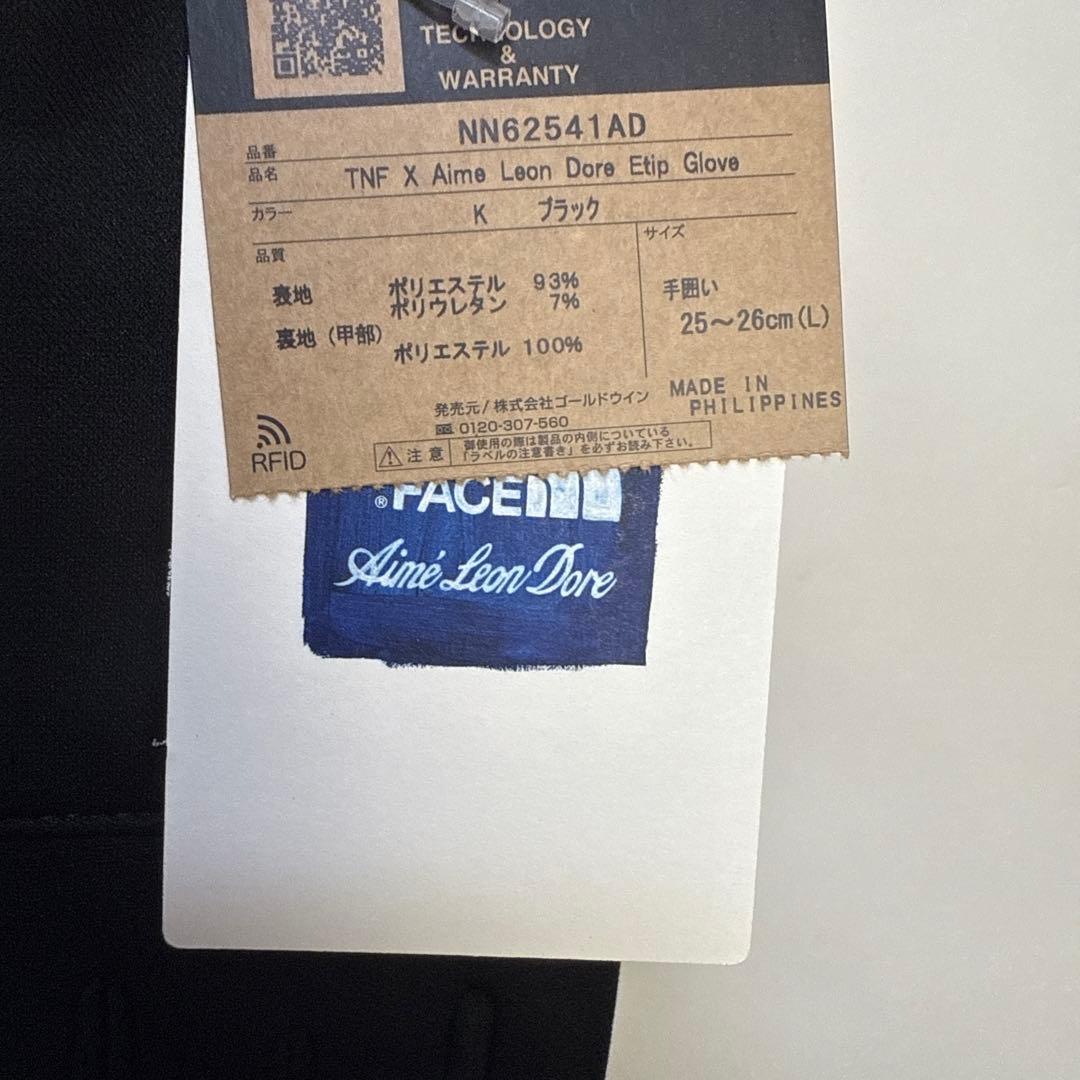 TECHNOLOGY
&
WARRANTY
品番 NN62541AD
品名 TNF X Aime Leon Dore Etip Glove
カラー K ブラック
品質
表地 ポリエステル 93%
ポリウレタン 7%
裏地（甲部） ポリエステル 100%
サイズ
手囲い
25～26cm(L)
MADE IN
PHILIPPINES
発売元/株式会社ゴールドウイン
0120-307-560
RFID
注意
御使用の際は製品の内側についている
「ラベルの注意書き」を必ずお読み下さい。
® FACE
Aimé Leon Dore